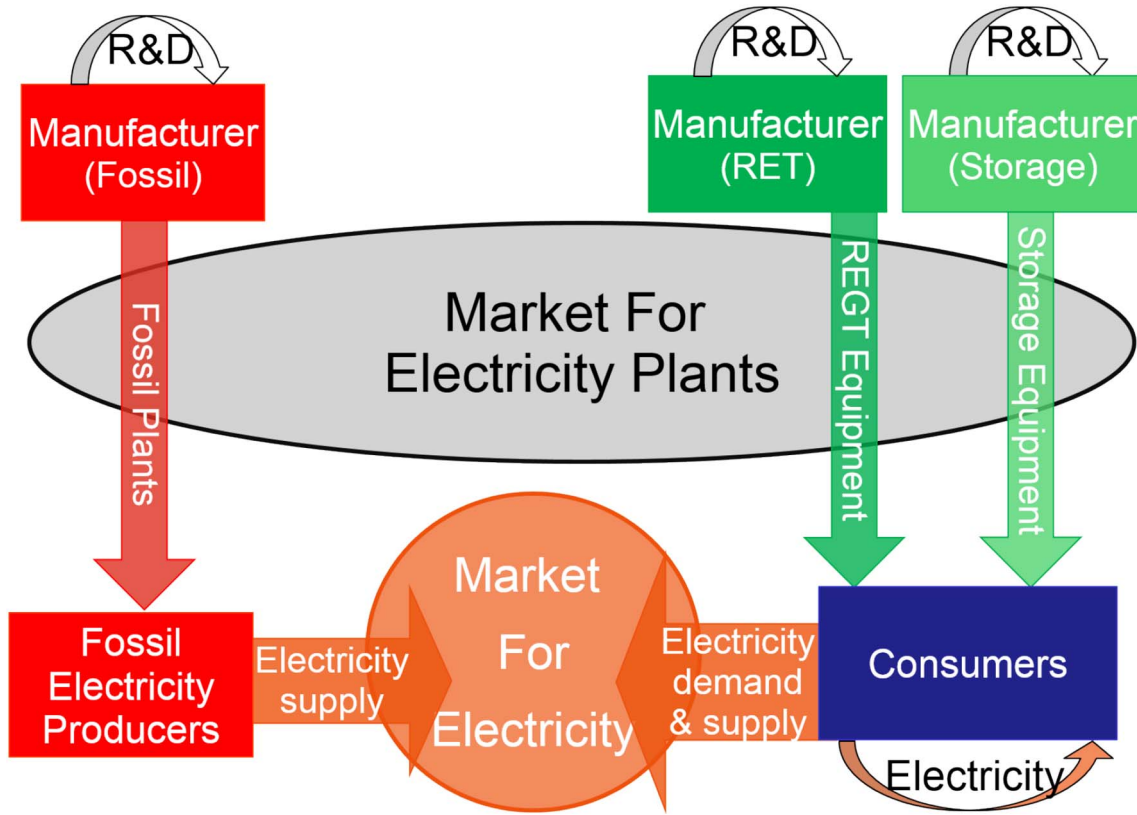 R&D
R&D
R&D
Manufacturer
(Fossil)
Manufacturer
(RET)
Manufacturer
(Storage)
Fossil Plants
Market For
Electricity Plants
REGT Equipment
Storage Equipment
Fossil
Electricity
Producers
Electricity
supply
Market
For
Electricity
Electricity
demand
& supply
Consumers
Electricity